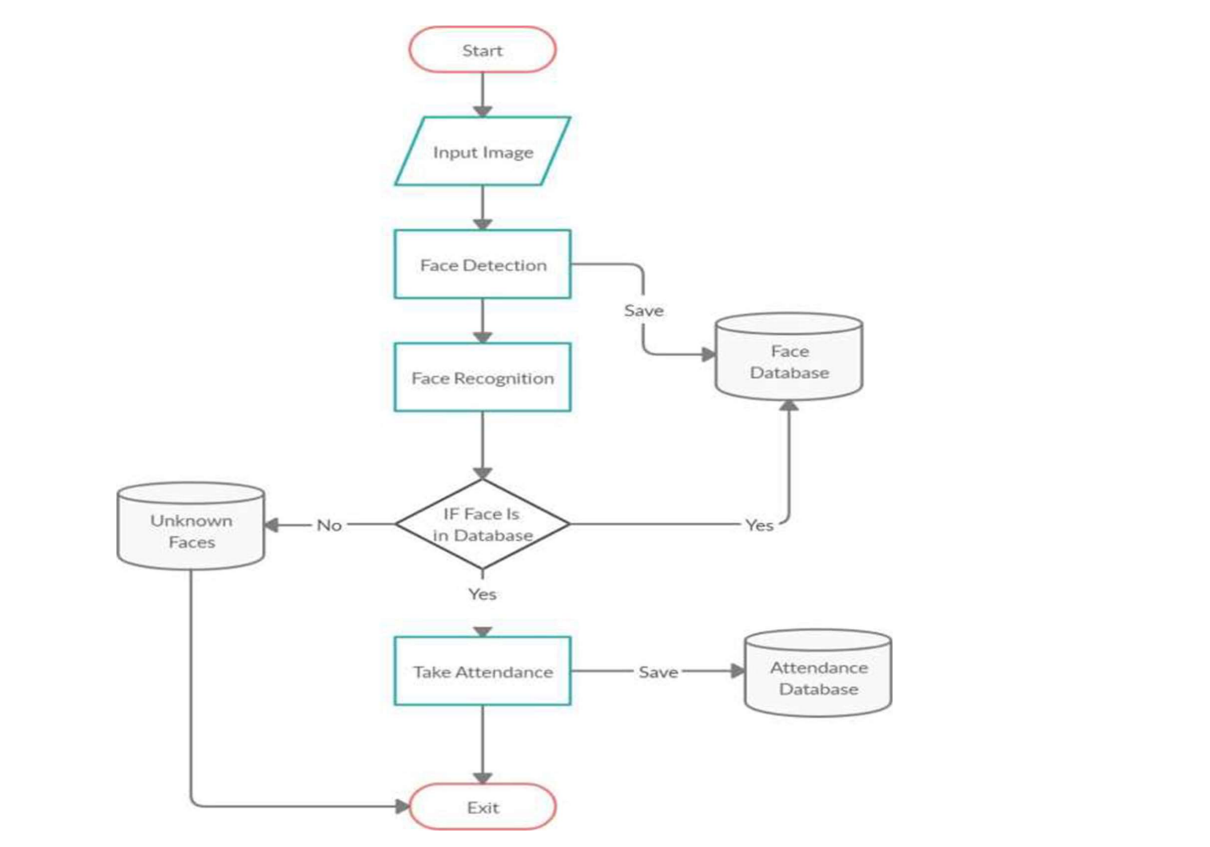 Start
Input Image
Face Detection
Save
Face
Database
Face Recognition
IF Face Is
in Database
No
Unknown
Faces
Yes
Yes
Take Attendance
Save
Attendance
Database
Exit